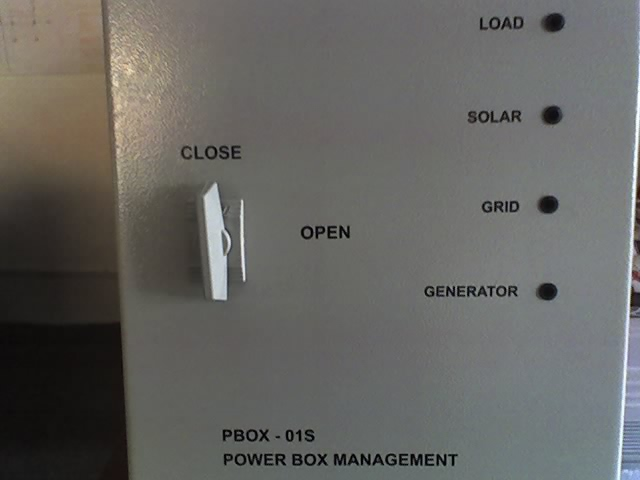 LOAD
SOLAR
CLOSE
GRID
OPEN
GENERATOR
PBOX - 01S
POWER BOX MANAGEMENT